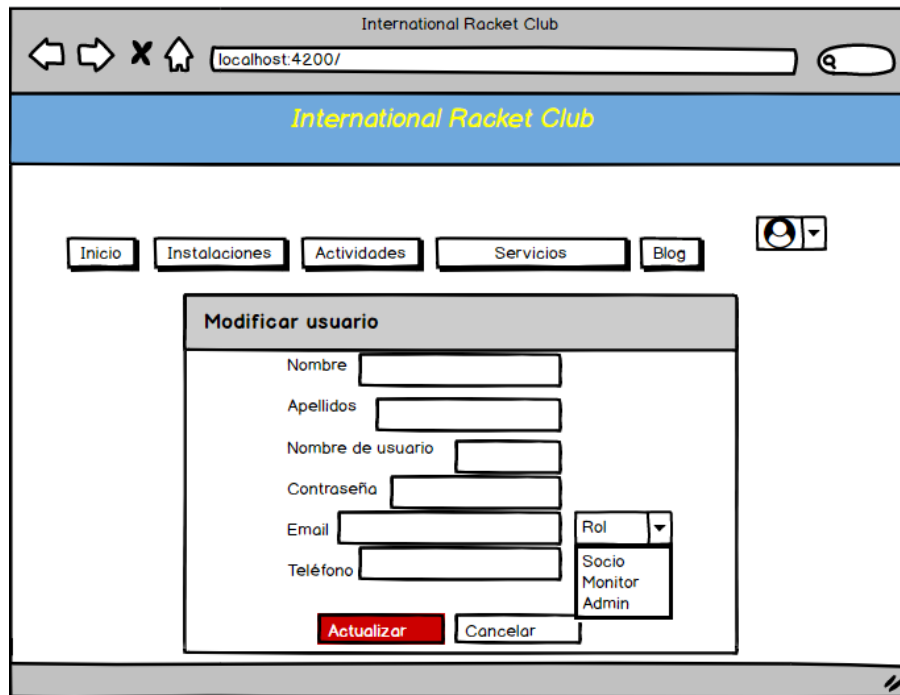 International Racket Club
localhost:4200/
International Racket Club
Inicio Instalaciones Actividades Servicios Blog
Modificar usuario
Nombre
Apellidos
Nombre de usuario
Contraseña
Email Rol
Socio
Teléfono
Monitor
Admin
Actualizar Cancelar